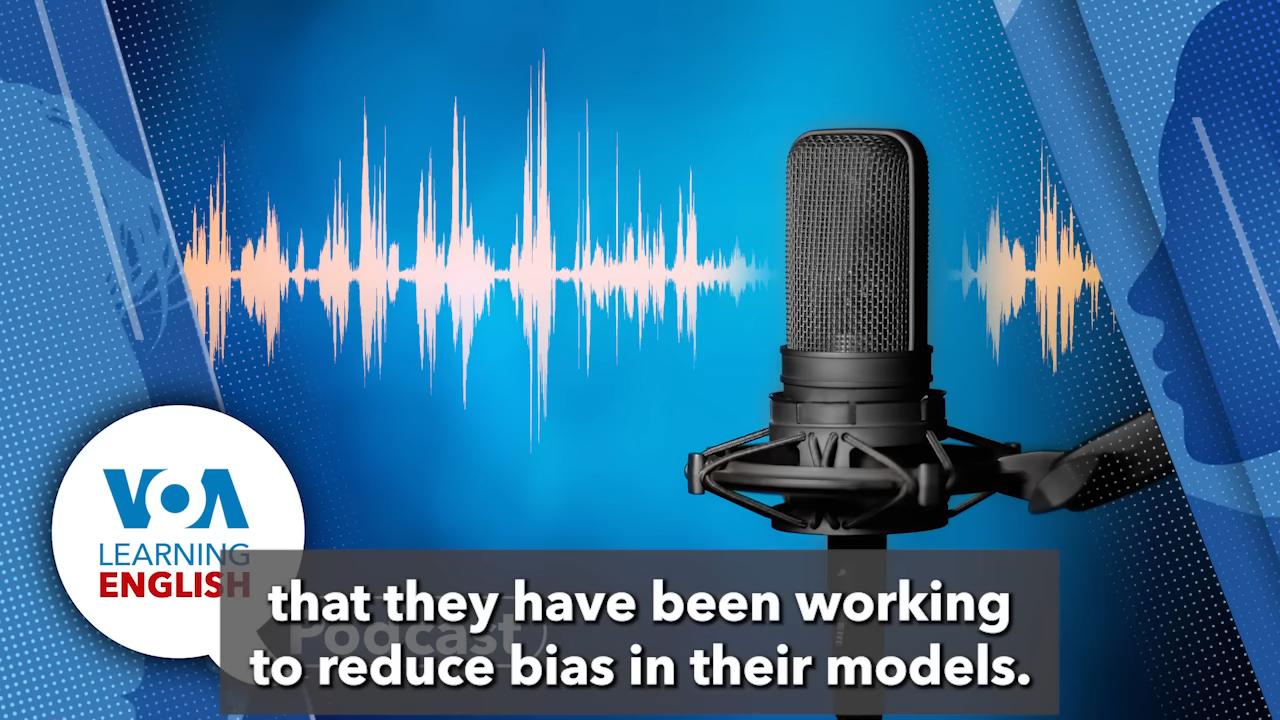 VOA
LEARNING
ENGLISH
Podcast
that they have been working
to reduce bias in their models.